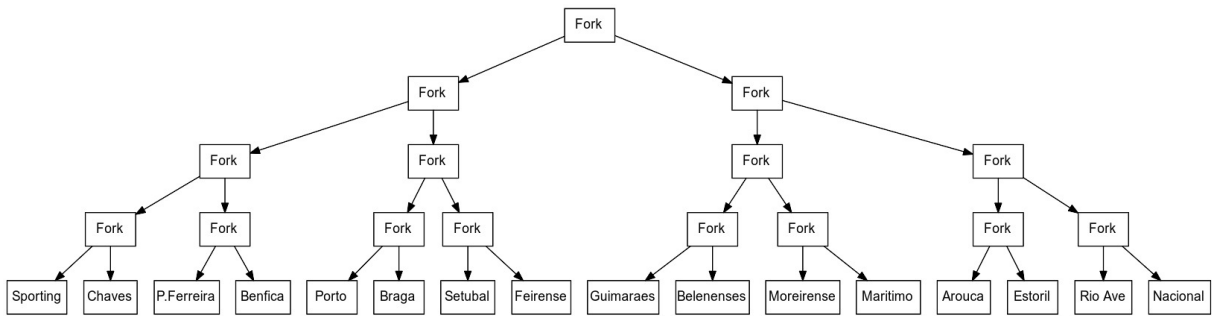 Fork
Fork Fork
Fork Fork Fork Fork
Fork Fork Fork Fork Fork Fork Fork Fork
Sporting Chaves P.Ferreira Benfica Porto Braga Setubal Feirense Guimaraes Belenenses Moreirense Maritimo Arouca Estoril Rio Ave Nacional